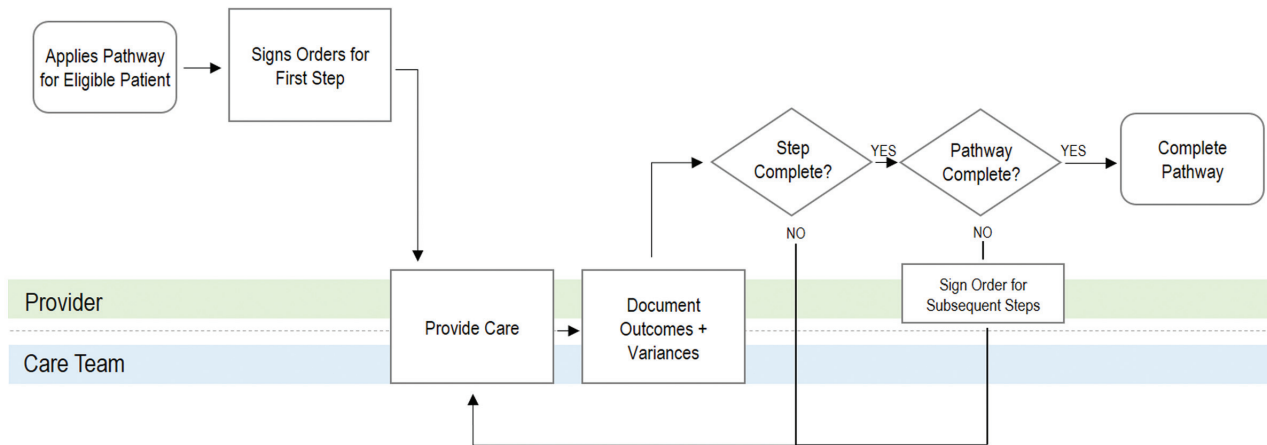 Applies Pathway
for Eligible Patient
Signs Orders for
First Step
Step
Complete?
YES
Pathway
Complete?
YES
Complete
Pathway
NO
NO
Provider
Provide Care
Document
Outcomes +
Variances
Sign Order for
Subsequent Steps
Care Team